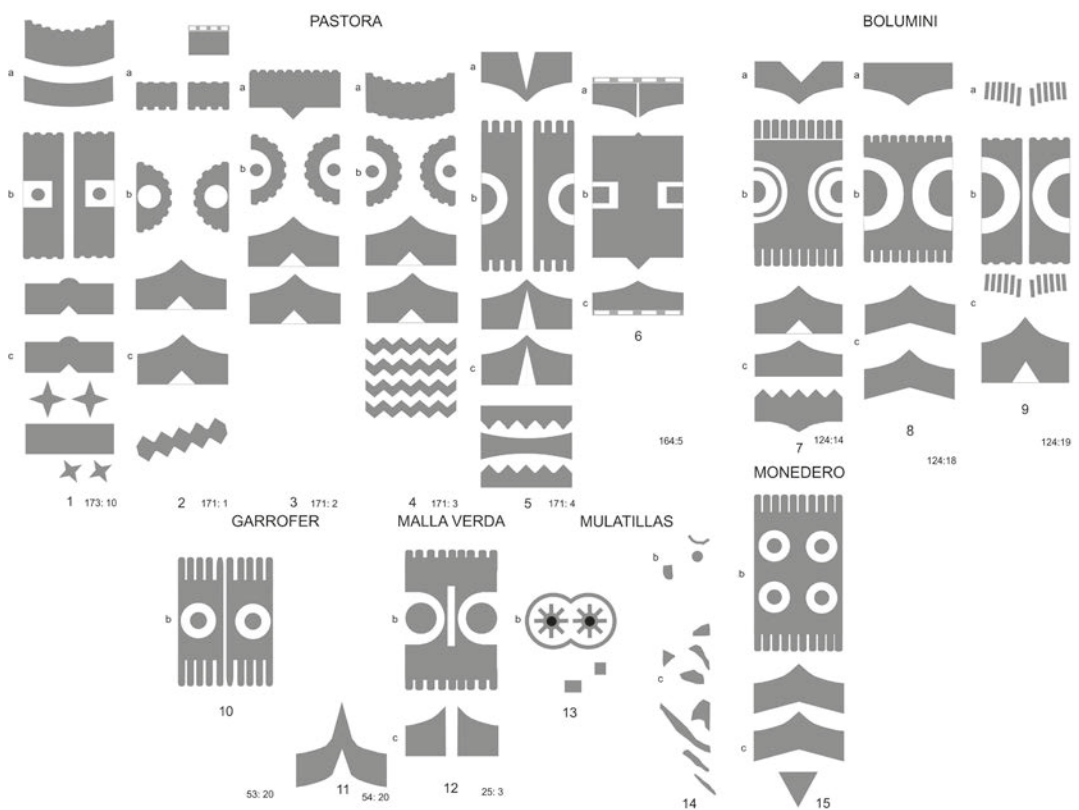 PASTORA
BOLUMINI
a
b
c
1 173: 10
a
b
c
2 171: 1
a
b
3 171: 2
a
b
4 171: 3
a
b
c
5 171: 4
a
b
c
6
164:5
a
b
c
7 124:14
a
b
c
8
124:18
a
b
c
9
124:19
GARROFER
MALLA VERDA
MULATILLAS
MONEDERO
b
10
53: 20
11 54: 20
b
c
12 25: 3
b
13
b
c
14
b
c
15